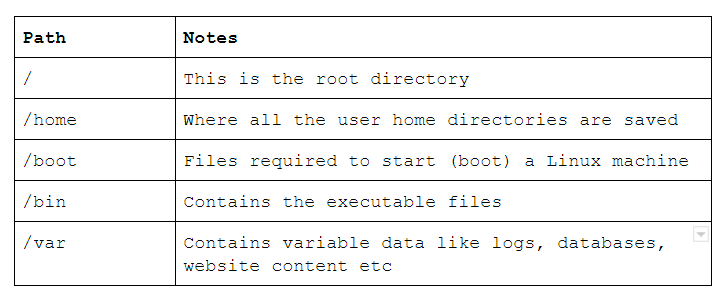 Path Notes
/ This is the root directory
/home Where all the user home directories are saved
/boot Files required to start (boot) a Linux machine
/bin Contains the executable files
/var Contains variable data like logs, databases,
website content etc